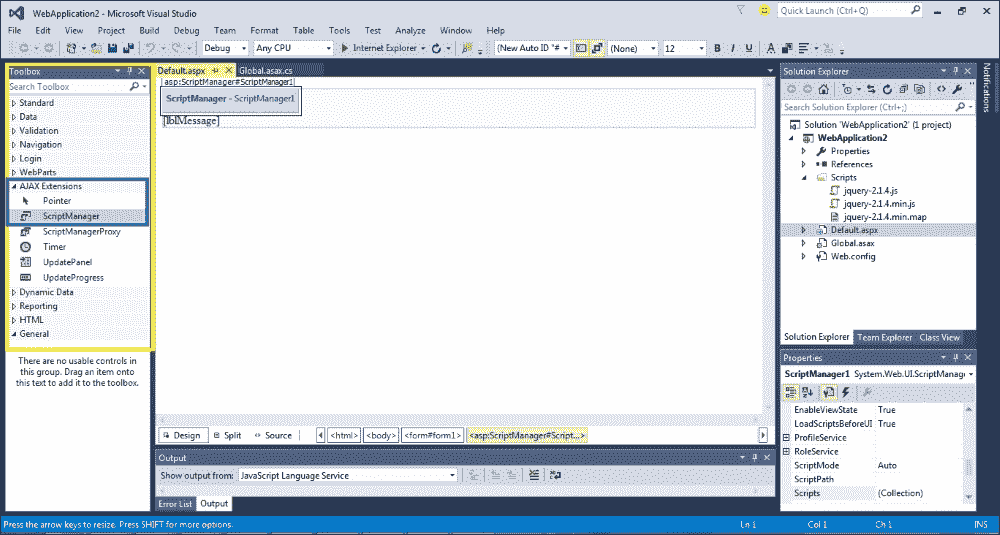 WebApplication2 - Microsoft Visual Studio
Quick Launch (Ctrl+Q)
File Edit View Project Build Debug Team Format Table Tools Test Analyze Window Help
Debug Any CPU Internet Explorer (New Auto ID "# (None) 12 B I U A
Toolbox
Search Toolbox
Standard
Data
Validation
Navigation
Login
WebParts
AJAX Extensions
Pointer
ScriptManager
ScriptManagerProxy
Timer
UpdatePanel
UpdateProgress
Dynamic Data
Reporting
HTML
General
There are no usable controls in
this group. Drag an item onto
this text to add it to the toolbox.
Default.aspx Global.asax.cs
asp:ScriptManager#ScriptManager1
ScriptManager - ScriptManager1
[lblMessage]
Design Split Source <html> <body> <form#form1> <asp:ScriptManager#Script...>
Output
Show output from: JavaScript Language Service
Error List Output
Solution Explorer
Search Solution Explorer (Ctrl+;)
Solution 'WebApplication2' (1 project)
WebApplication2
Properties
References
Scripts
jquery-2.1.4.js
jquery-2.1.4.min.js
jquery-2.1.4.min.map
Default.aspx
Global.asax
Web.config
Solution Explorer Team Explorer Class View
Properties
ScriptManager1 System.Web.UI.ScriptManage
EnableViewState True
LoadScriptsBeforeUI True
ProfileService
RoleService
ScriptMode Auto
ScriptPath
Scripts (Collection)
Notifications
Press the arrow keys to resize. Press SHIFT for more options. Ln 1 Col 1 Ch 1 INS